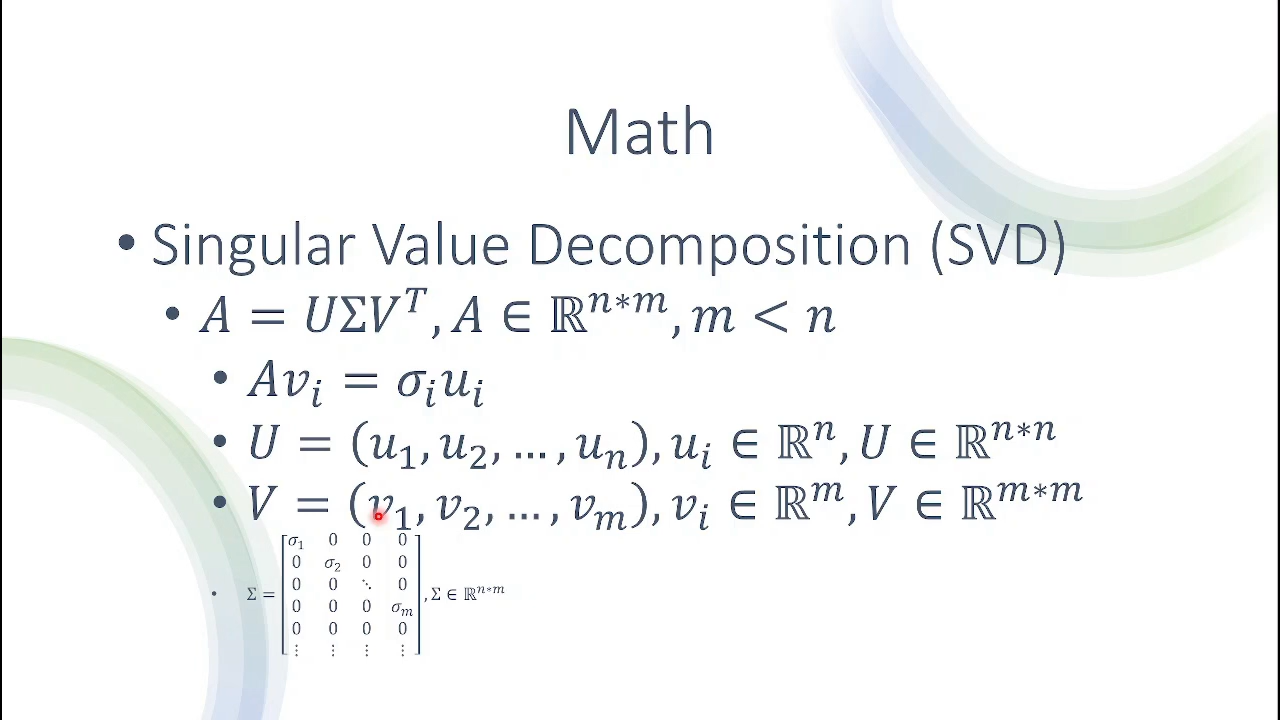 Math
• Singular Value Decomposition (SVD)
• A = UΣV^T, A ∈ ℝ^{n*m}, m < n
• Av_i = σ_i u_i
• U = (u_1, u_2, …, u_n), u_i ∈ ℝ^n, U ∈ ℝ^{n*n}
• V = (v_1, v_2, …, v_m), v_i ∈ ℝ^m, V ∈ ℝ^{m*m}
σ_1 0 0 0
0 σ_2 0 0
0 0 ⋱ 0
• Σ = , Σ ∈ ℝ^{n*m}
0 0 0 σ_m
0 0 0 0
⋮ ⋮ ⋮ ⋮